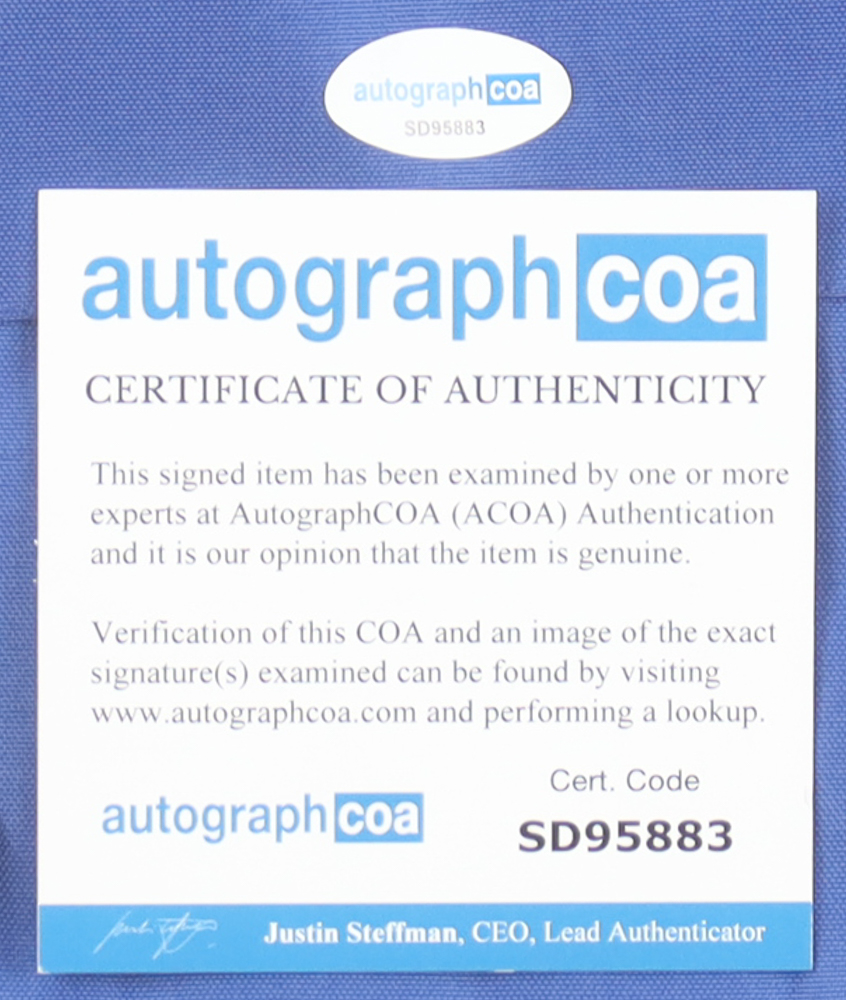 autographcoa
SD95883
autographcoa
CERTIFICATE OF AUTHENTICITY
This signed item has been examined by one or more
experts at AutographCOA (ACOA) Authentication
and it is our opinion that the item is genuine.
Verification of this COA and an image of the exact
signature(s) examined can be found by visiting
www.autographcoa.com and performing a lookup.
Cert. Code
autographcoa
SD95883
Justin Steffman, CEO, Lead Authenticator